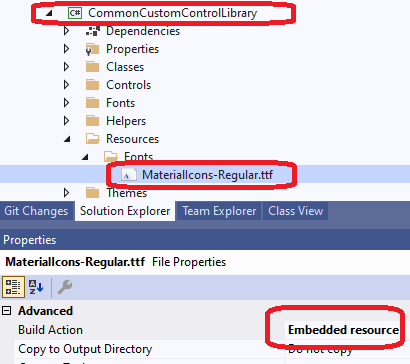 C# CommonCustomControlLibrary
Dependencies
Properties
Classes
Controls
Fonts
Helpers
Resources
Fonts
MaterialIcons-Regular.ttf
Themes
Git Changes Solution Explorer Team Explorer Class View
Properties
MaterialIcons-Regular.ttf File Properties
Advanced
Build Action Embedded resource
Copy to Output Directory Do not copy